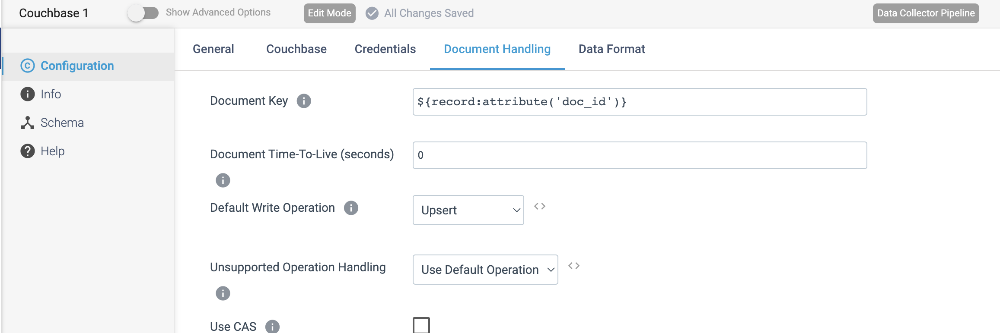 Couchbase 1
Show Advanced Options
Edit Mode
All Changes Saved
Data Collector Pipeline
Configuration
Info
Schema
Help
General
Couchbase
Credentials
Document Handling
Data Format
Document Key
${record:attribute('doc_id')}
Document Time-To-Live (seconds)
0
Default Write Operation
Upsert
Unsupported Operation Handling
Use Default Operation
Use CAS